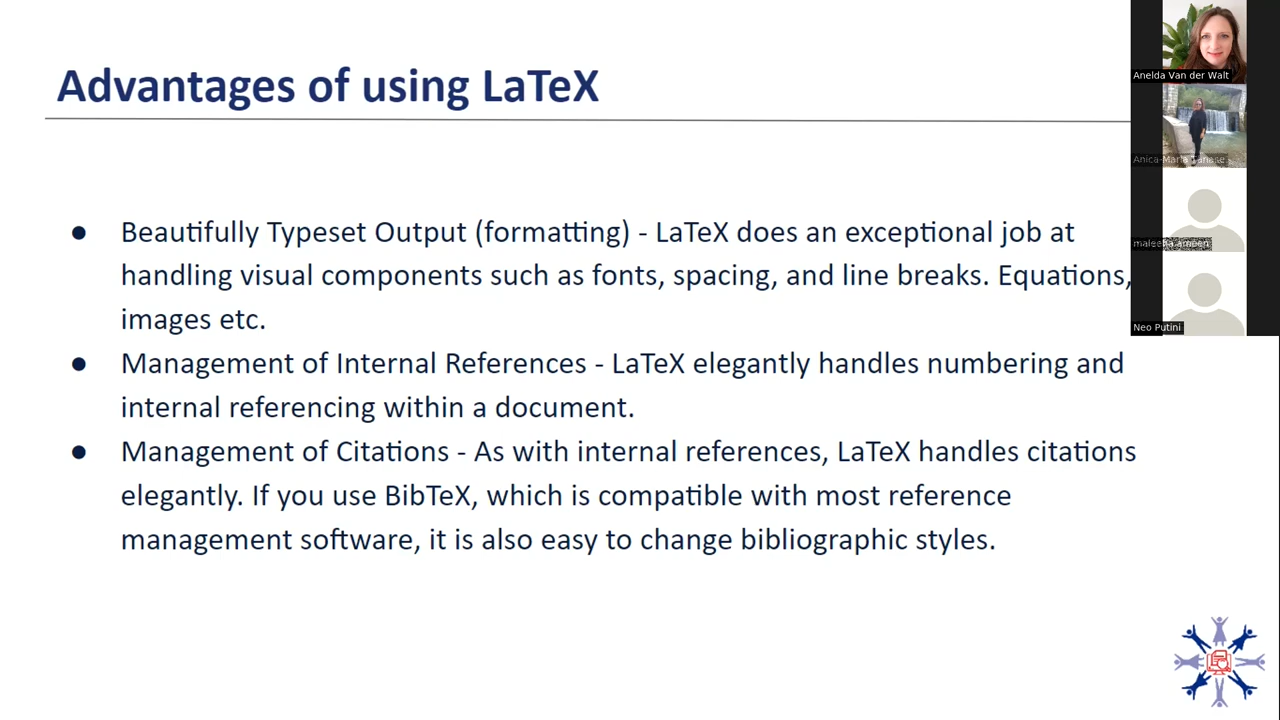 Advantages of using LaTeX
● Beautifully Typeset Output (formatting) - LaTeX does an exceptional job at
handling visual components such as fonts, spacing, and line breaks. Equations,
images etc.
● Management of Internal References - LaTeX elegantly handles numbering and
internal referencing within a document.
● Management of Citations - As with internal references, LaTeX handles citations
elegantly. If you use BibTeX, which is compatible with most reference
management software, it is also easy to change bibliographic styles.
Anelda Van der Walt
Anica-Maria
Neo Putini